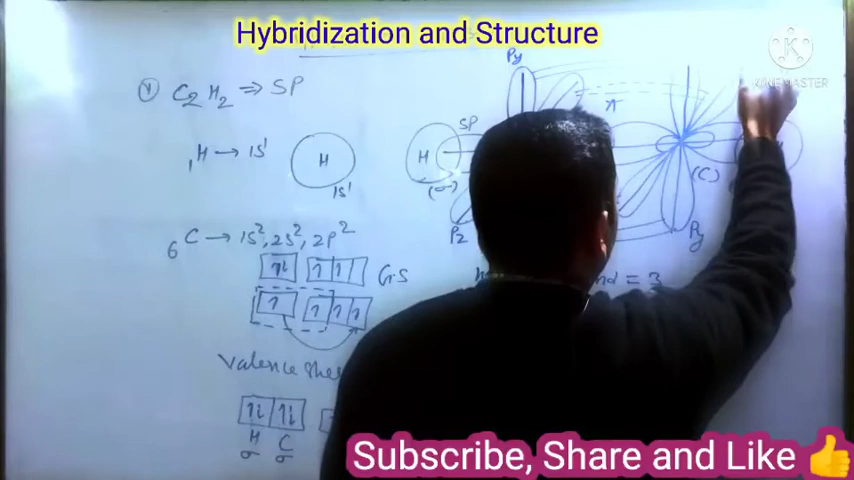 Hybridization and Structure
KINEMASTER
④ C₂H₂ ⇒ SP
Py
π
SP
H
(σ)
Pz
(C)
Py
₁H → 1s¹
H
1s¹
₆C → 1s², 2s², 2p²
↿⇂ ↿ ↿ G.S
↿ ↿ ↿ ↿
= 3
Valence
↿⇂ ↿⇂
H C
σ σ
Subscribe, Share and Like 👍